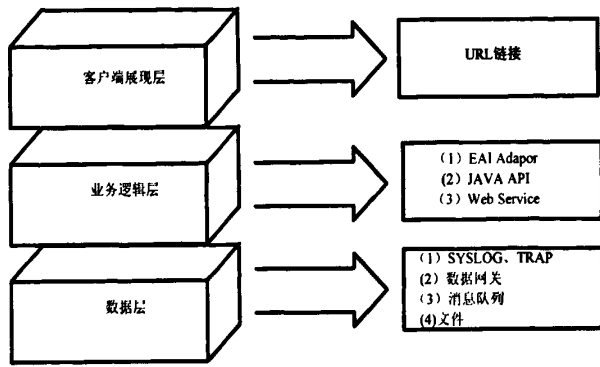 客户端展现层
URL链接
业务逻辑层
(1) EAI Adapor
(2) JAVA API
(3) Web Service
数据层
(1) SYSLOG、TRAP
(2) 数据网关
(3) 消息队列
(4)文件